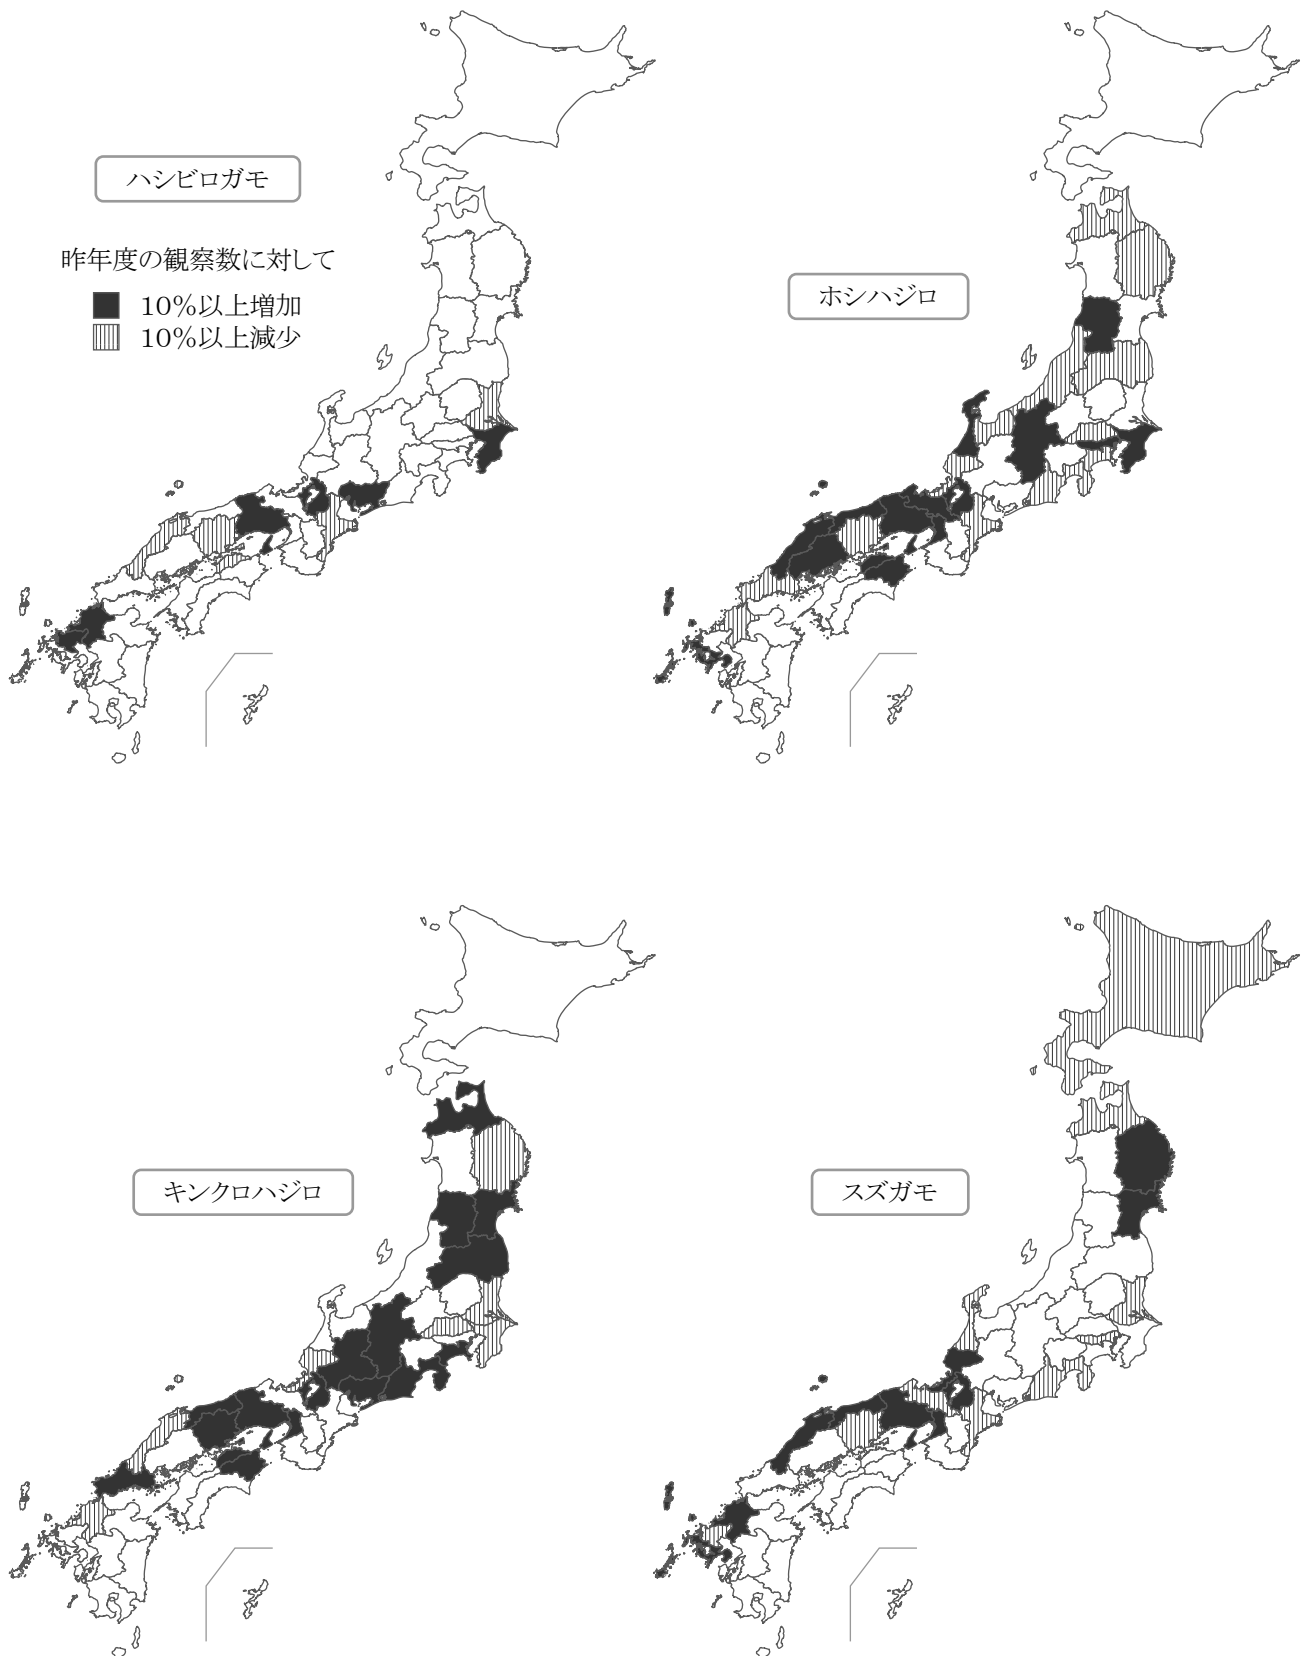 ハシビロガモ
昨年度の観察数に対して
10%以上増加
10%以上減少
ホシハジロ
キンクロハジロ
スズガモ